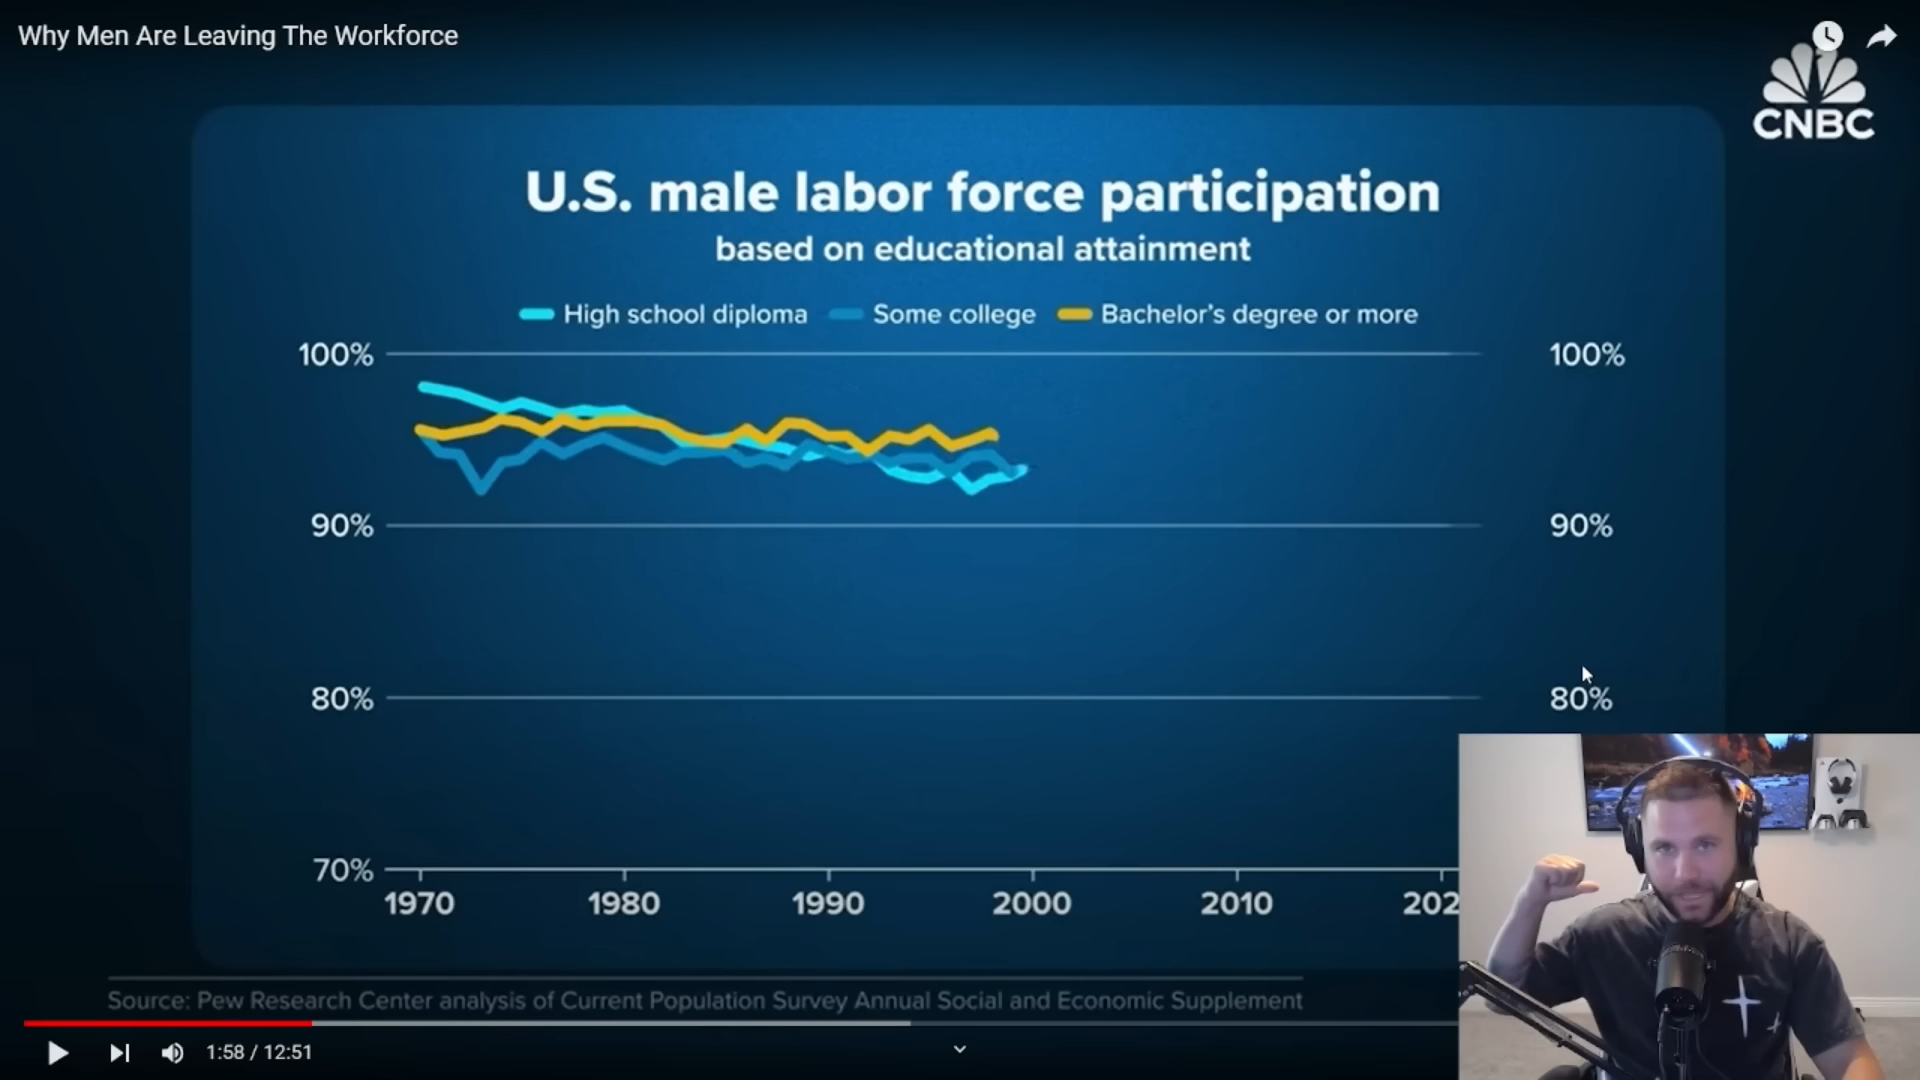 Why Men Are Leaving The Workforce
CNBC
U.S. male labor force participation
based on educational attainment
High school diploma Some college Bachelor's degree or more
100% 100%
90% 90%
80% 80%
70%
1970 1980 1990 2000 2010 202
Source: Pew Research Center analysis of Current Population Survey Annual Social and Economic Supplement
1:58 / 12:51